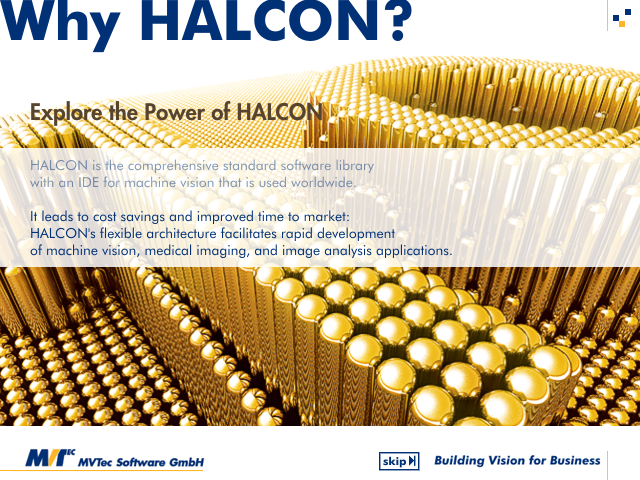 Why HALCON?
Explore the Power of HALCON
HALCON is the comprehensive standard software library
with an IDE for machine vision that is used worldwide.
It leads to cost savings and improved time to market:
HALCON's flexible architecture facilitates rapid development
of machine vision, medical imaging, and image analysis applications.
MVTEC MVTec Software GmbH
skip
Building Vision for Business